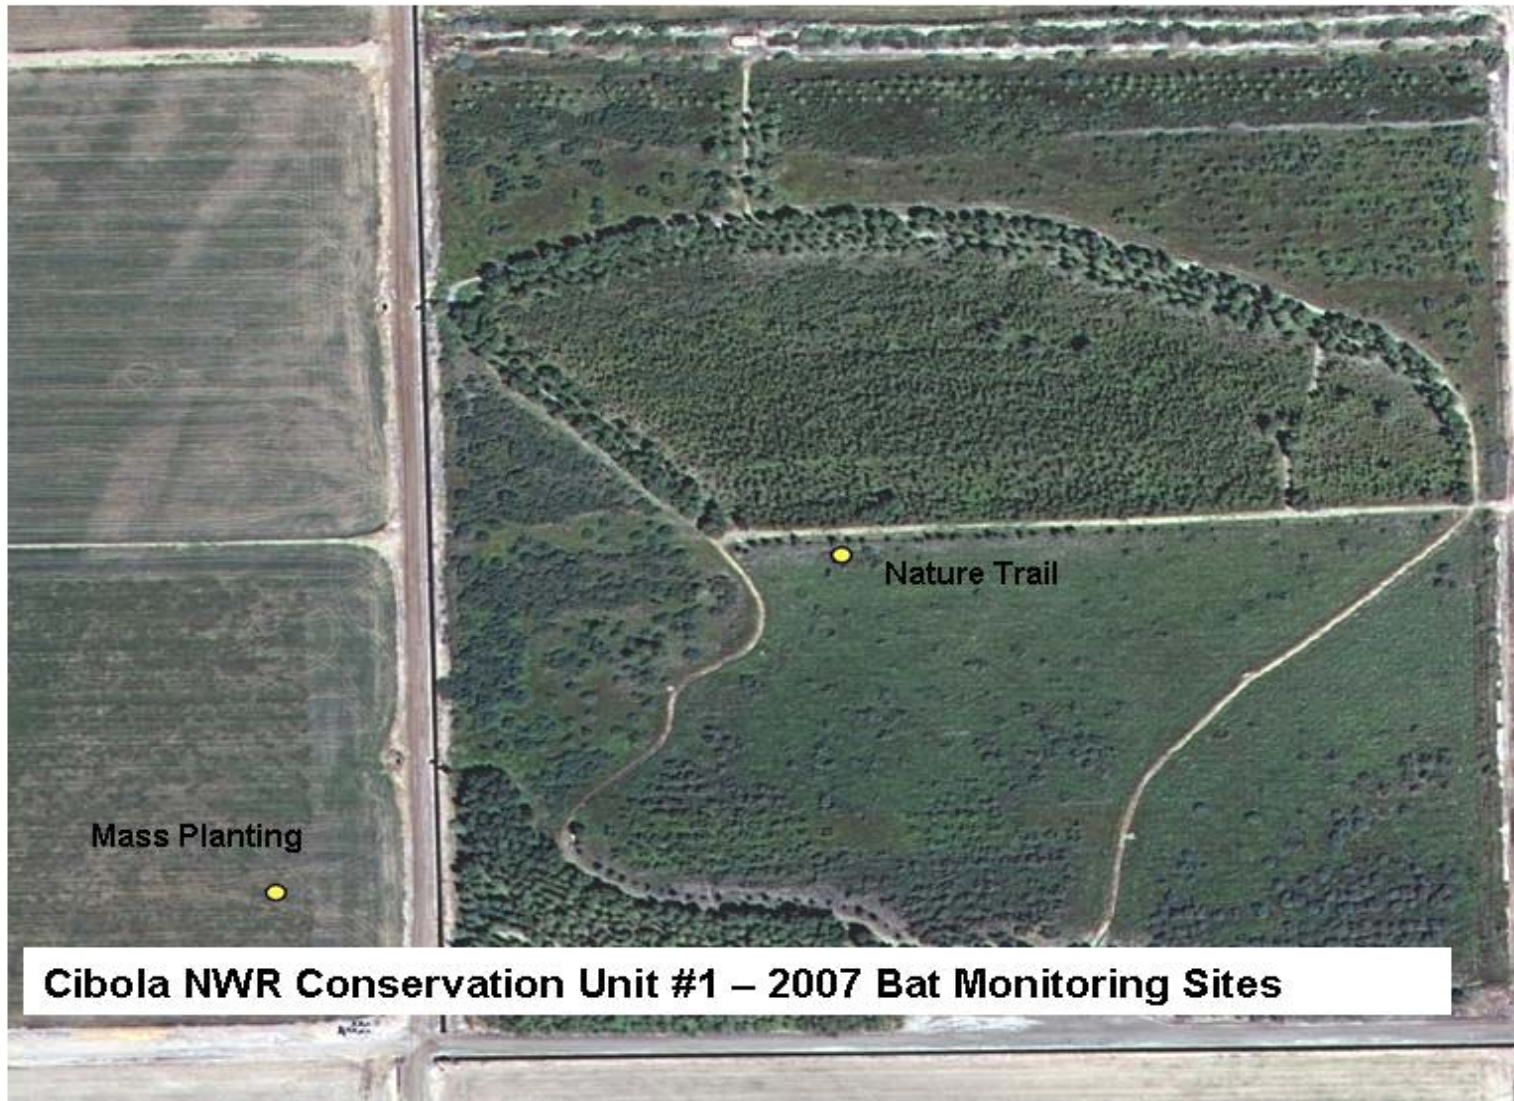 Nature Trail
Mass Planting
Cibola NWR Conservation Unit #1 – 2007 Bat Monitoring Sites